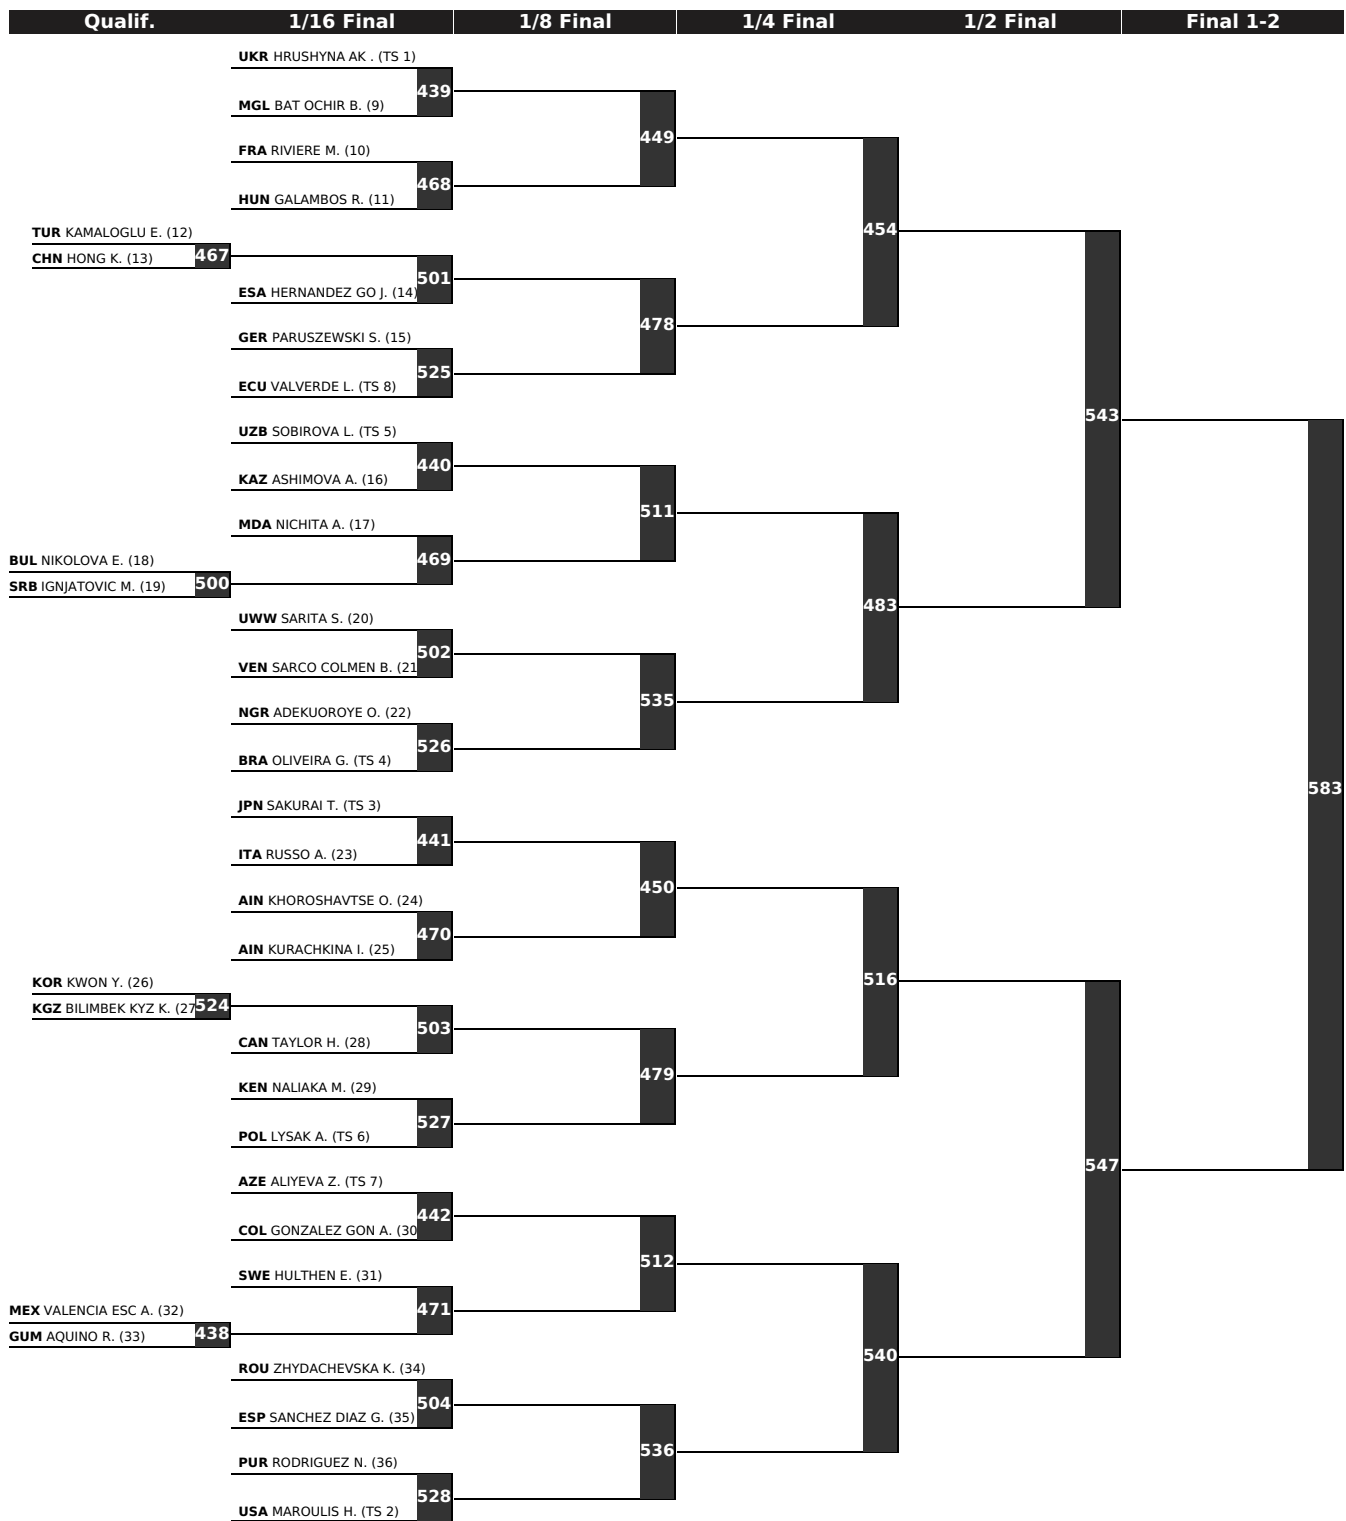 Qualif. 1/16 Final 1/8 Final 1/4 Final 1/2 Final Final 1-2
UKR HRUSHYNA AK . (TS 1)
439
MGL BAT OCHIR B. (9)
449
FRA RIVIERE M. (10)
468
HUN GALAMBOS R. (11)
454
TUR KAMALOGLU E. (12)
467
CHN HONG K. (13)
501
ESA HERNANDEZ GO J. (14)
478
GER PARUSZEWSKI S. (15)
525
ECU VALVERDE L. (TS 8)
543
UZB SOBIROVA L. (TS 5)
440
KAZ ASHIMOVA A. (16)
511
MDA NICHITA A. (17)
469
BUL NIKOLOVA E. (18)
500
SRB IGNJATOVIC M. (19)
483
UWW SARITA S. (20)
502
VEN SARCO COLMEN B. (21
535
NGR ADEKUOROYE O. (22)
526
BRA OLIVEIRA G. (TS 4)
583
JPN SAKURAI T. (TS 3)
441
ITA RUSSO A. (23)
450
AIN KHOROSHAVTSE O. (24)
470
AIN KURACHKINA I. (25)
516
KOR KWON Y. (26)
524
KGZ BILIMBEK KYZ K. (27
503
CAN TAYLOR H. (28)
479
KEN NALIAKA M. (29)
527
POL LYSAK A. (TS 6)
547
AZE ALIYEVA Z. (TS 7)
442
COL GONZALEZ GON A. (30
512
SWE HULTHEN E. (31)
471
MEX VALENCIA ESC A. (32)
438
GUM AQUINO R. (33)
540
ROU ZHYDACHEVSKA K. (34)
504
ESP SANCHEZ DIAZ G. (35)
536
PUR RODRIGUEZ N. (36)
528
USA MAROULIS H. (TS 2)